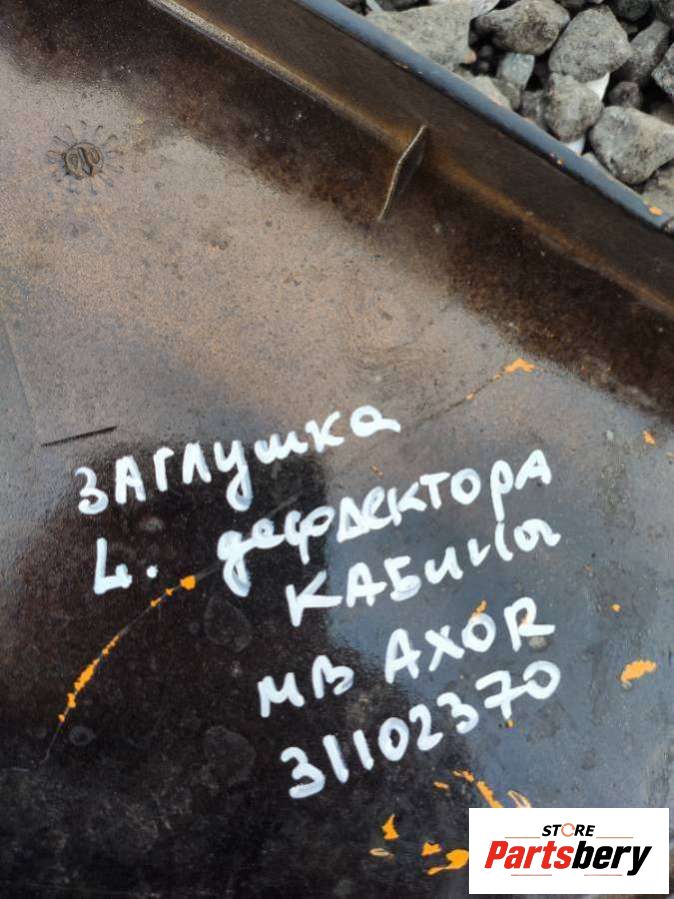 ЗАГЛУШКА
L. дефлектора
КАБИНЫ
МВ AXOR
31102370
STORE
Partsbery